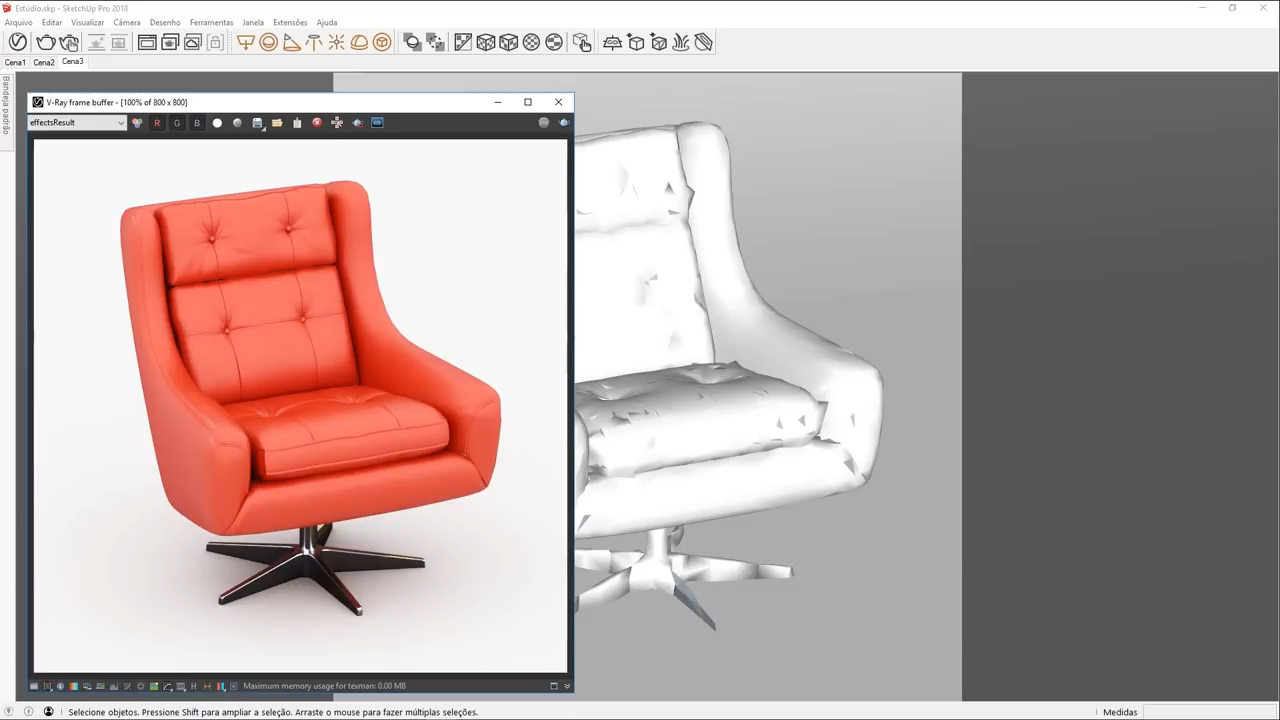 Estúdio.skp - SketchUp Pro 2018
Arquivo Editar Visualizar Câmera Desenho Ferramentas Janela Extensões Ajuda
Cena1 Cena2 Cena3
Bandeja padrão
V-Ray frame buffer - [100% of 800 x 800]
effectsResult
R G B
Maximum memory usage for texman: 0.00 MB
Selecione objetos. Pressione Shift para ampliar a seleção. Arraste o mouse para fazer múltiplas seleções.
Medidas